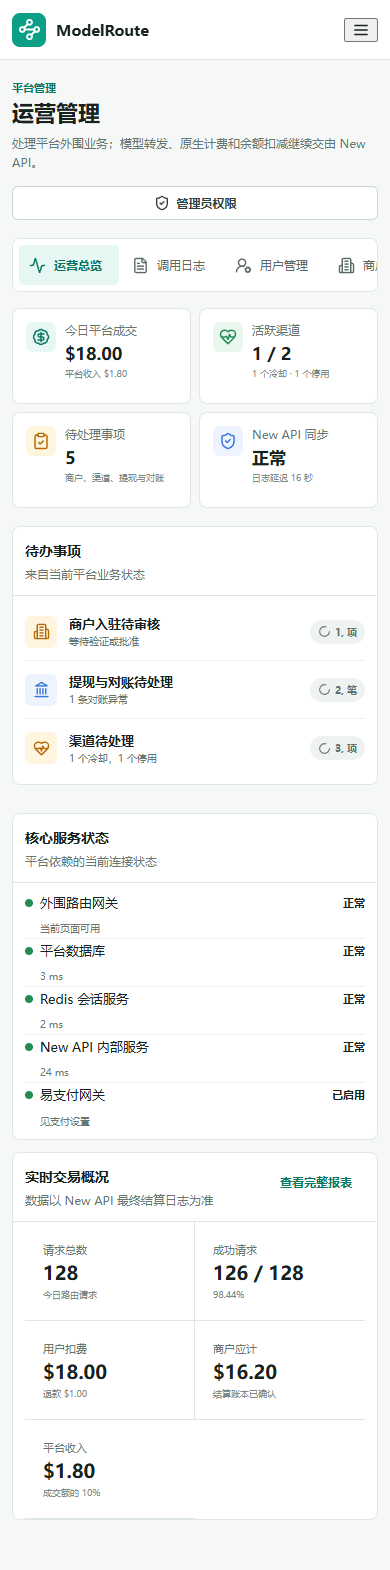 ModelRoute
平台管理
运营管理
处理平台外围业务；模型转发、原生计费和余额扣减继续交由 New
API。
管理员权限
运营总览
调用日志
用户管理
今日平台成交
$18.00
平台收入 $1.80
活跃渠道
1 / 2
1 个冷却 · 1 个停用
待处理事项
5
商户、渠道、提现与对账
New API 同步
正常
日志延迟 16 秒
待办事项
来自当前平台业务状态
商户入驻待审核
等待验证或批准
1, 项
提现与对账待处理
1 条对账异常
2, 笔
渠道待处理
1 个冷却，1 个停用
3, 项
核心服务状态
平台依赖的当前连接状态
外围路由网关
正常
当前页面可用
平台数据库
正常
3 ms
Redis 会话服务
正常
2 ms
New API 内部服务
正常
24 ms
易支付网关
已启用
见支付设置
实时交易概况
数据以 New API 最终结算日志为准
查看完整报表
请求总数
128
今日路由请求
成功请求
126 / 128
98.44%
用户扣费
$18.00
退款 $1.00
商户应计
$16.20
结算账本已确认
平台收入
$1.80
成交额的 10%